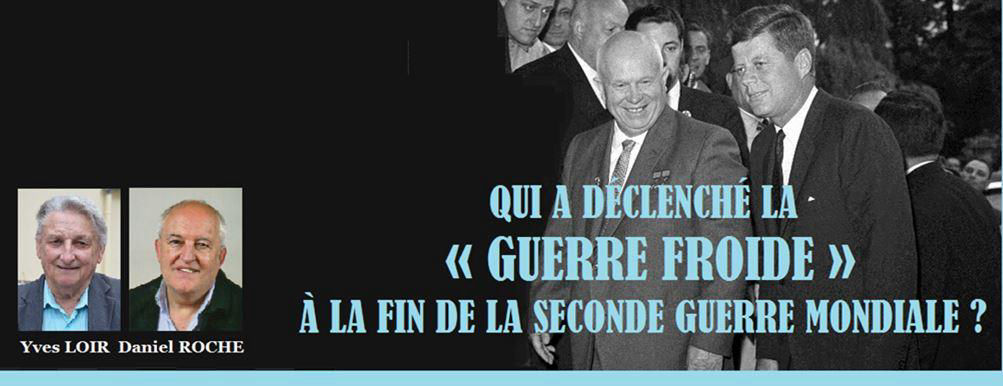 QUI A DÉCLENCHÉ LA
« GUERRE FROIDE »
À LA FIN DE LA SECONDE GUERRE MONDIALE ?
Yves LOIR Daniel ROCHE